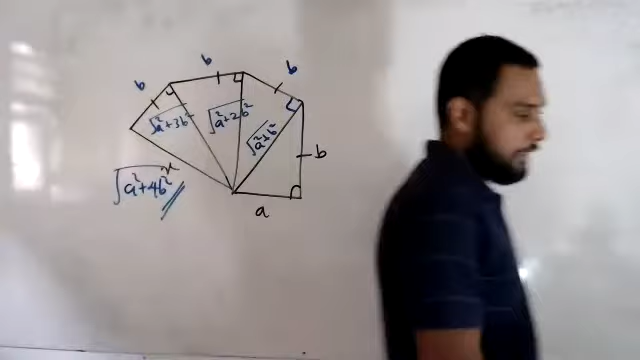 b
b
b
√a²+3b²
√a²+2b²
√a²+b²
b
√a²+4b²
x
a